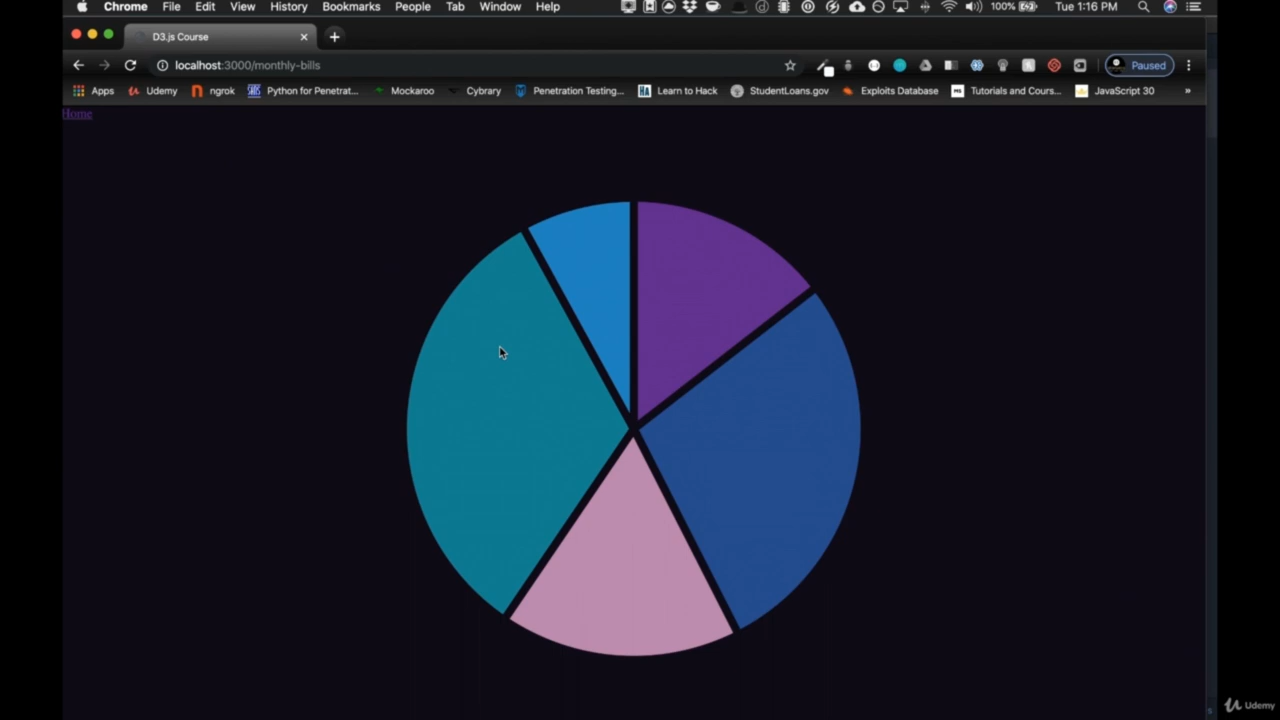 Chrome File Edit View History Bookmarks People Tab Window Help 100% Tue 1:16 PM
D3.js Course
localhost:3000/monthly-bills Paused
Apps Udemy ngrok Python for Penetrat... Mockaroo Cybrary Penetration Testing... HA Learn to Hack StudentLoans.gov Exploits Database MS Tutorials and Cours... JavaScript 30 »
Home
Udemy